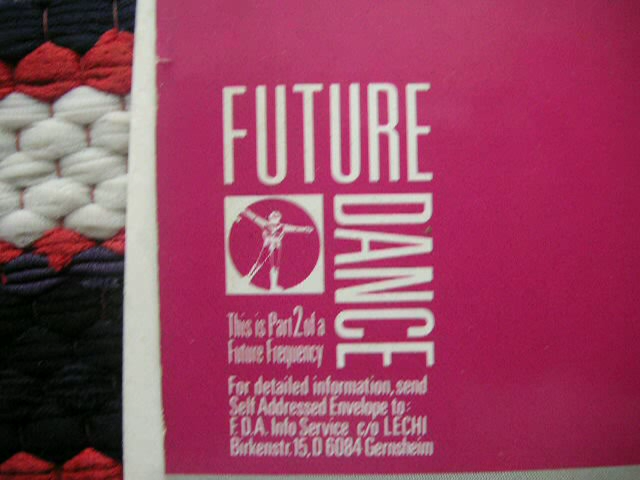 FUTURE
DANCE
This is Part 2 of a
Future Frequency
For detailed information, send
Self Addressed Envelope to:
F.D.A. Info Service c/o LECHI
Birkenstr. 15, D 6084 Gernsheim